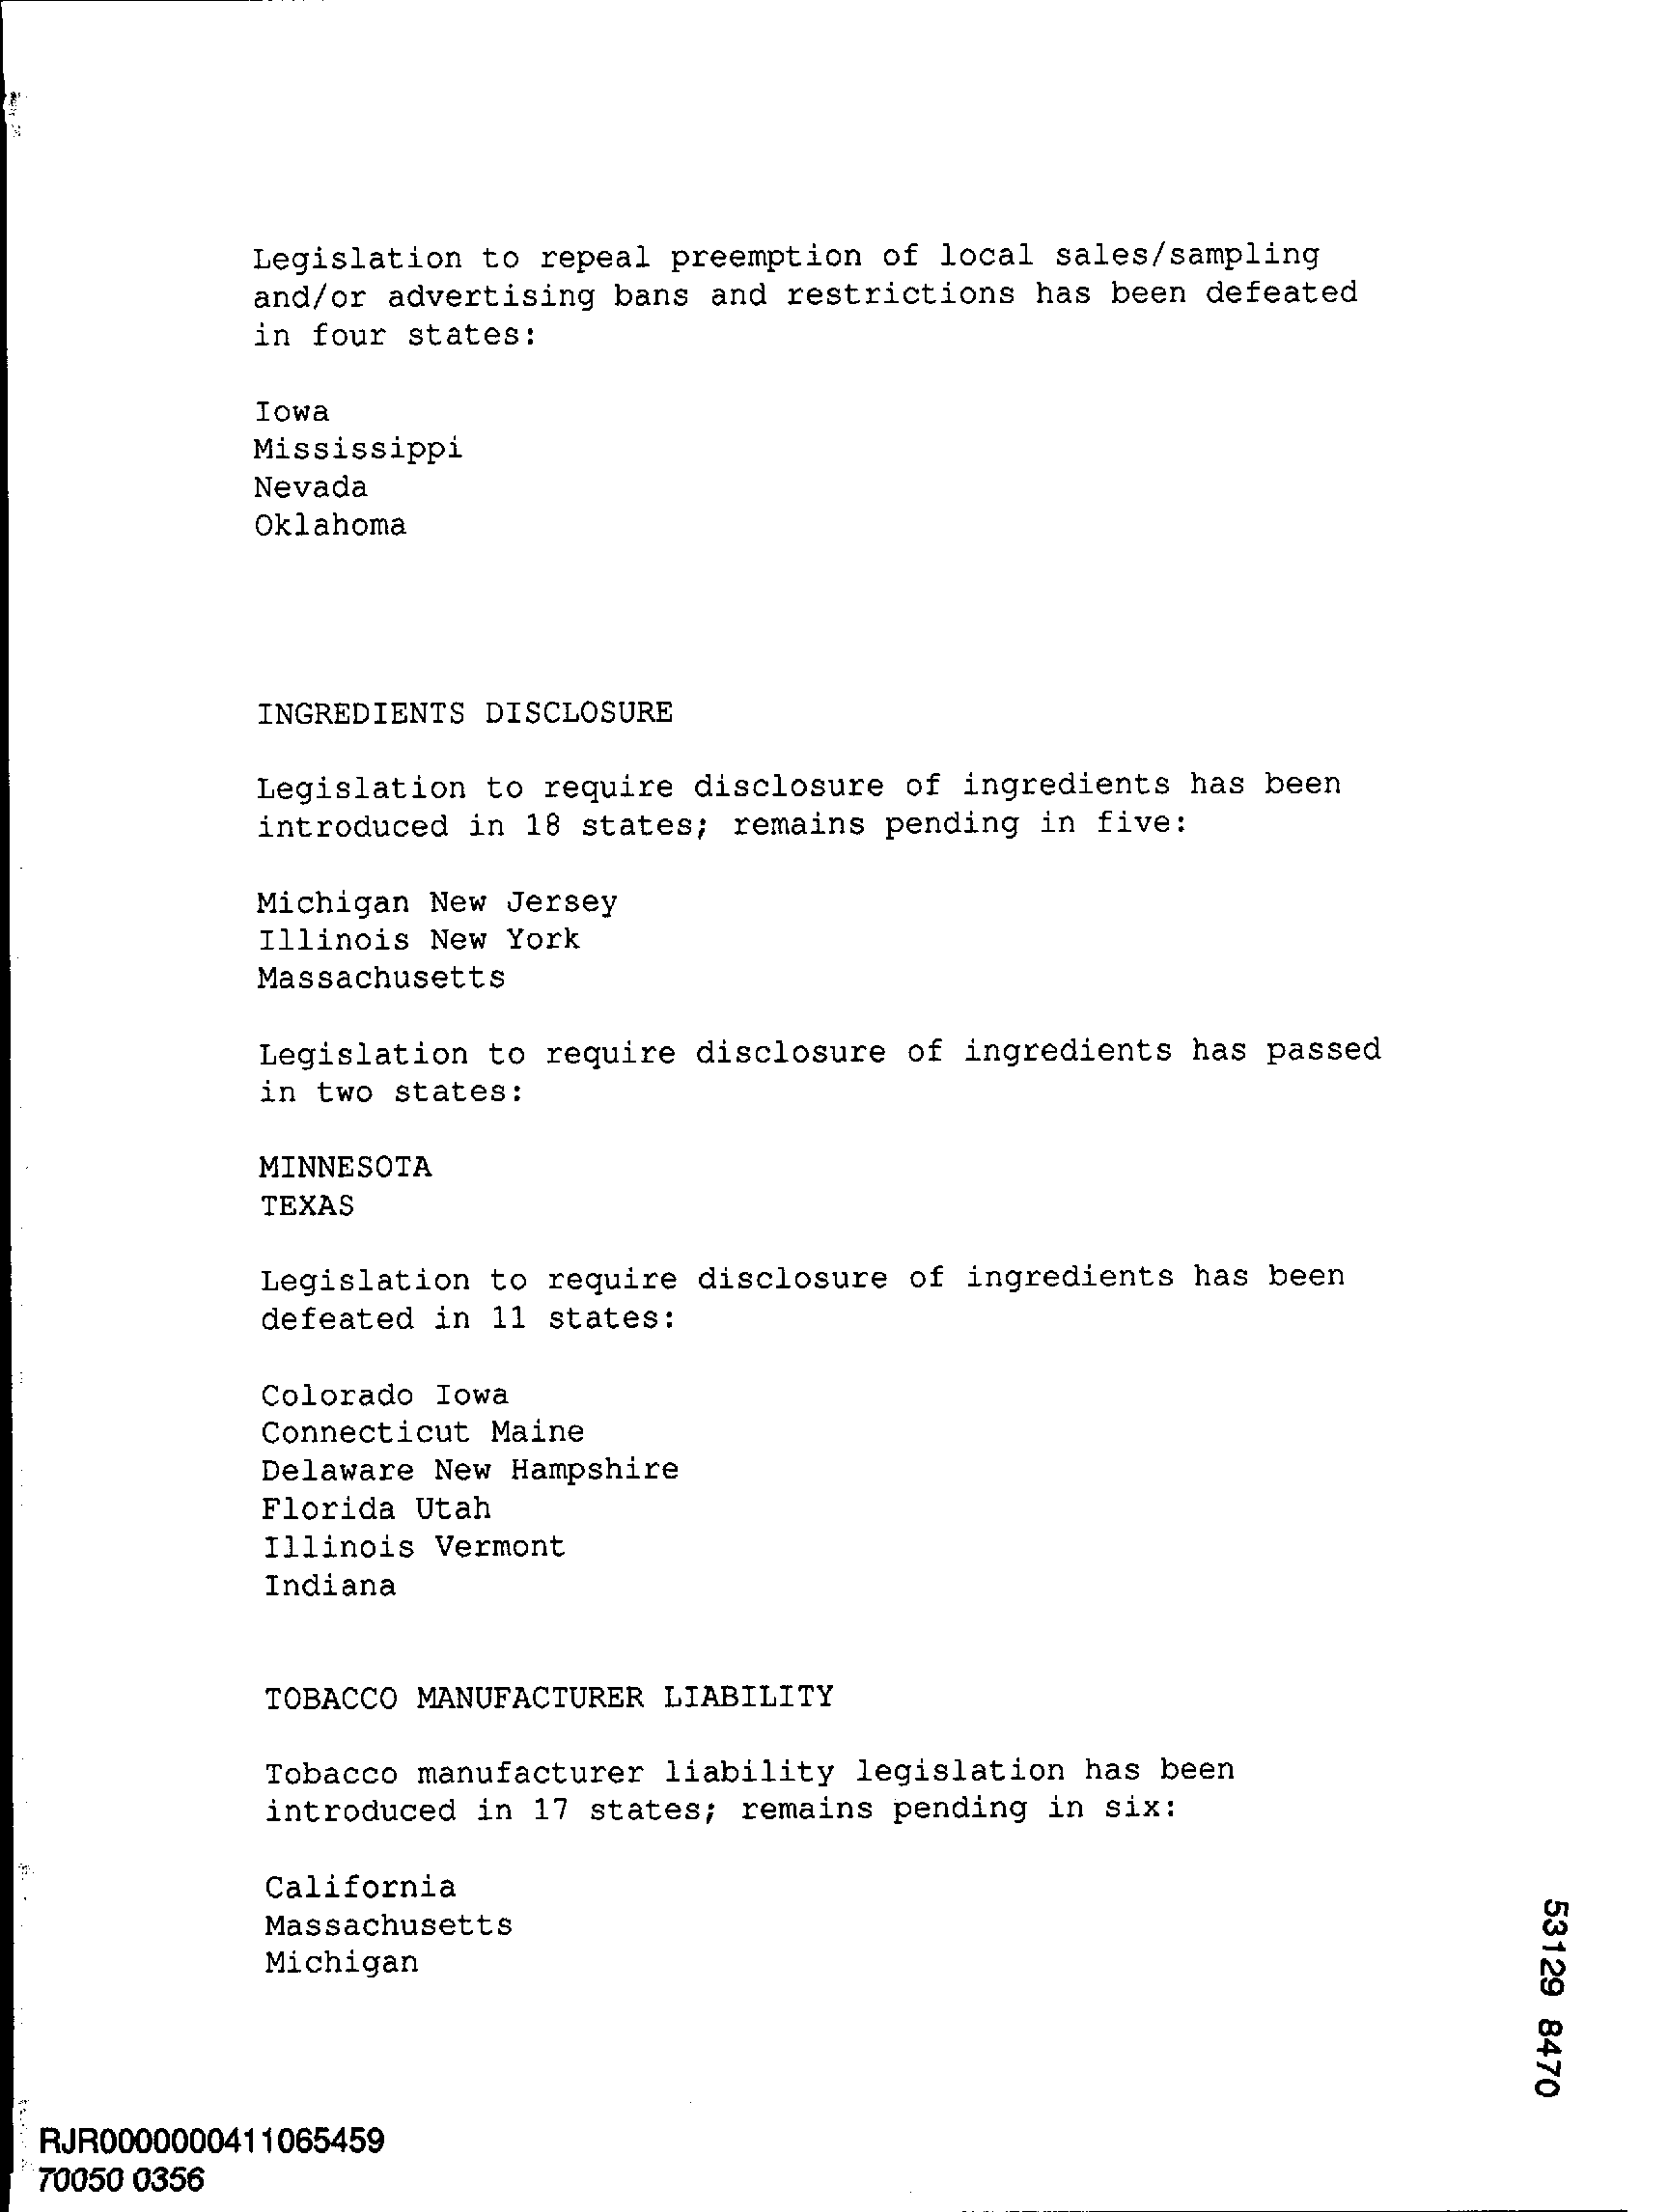 Legislation to repeal preemption of local sales/sampling
and/or advertising bans and restrictions has been defeated
in four states:
Iowa
Mississippi
Nevada
Oklahoma
INGREDIENTS DISCLOSURE
Legislation to require disclosure of ingredients has been
introduced in 18 states; remains pending in five:
Michigan New Jersey
Illinois New York
Massachusetts
Legislation to require disclosure of ingredients has passed
in two states:
MINNESOTA
TEXAS
Legislation to require disclosure of ingredients has been
defeated in 11 states:
Colorado Iowa
Connecticut Maine
Delaware New Hampshire
Florida Utah
Illinois Vermont
Indiana
TOBACCO MANUFACTURER LIABILITY
Tobacco manufacturer liability legislation has been
introduced in 17 states; remains pending in six:
California
Massachusetts
Michigan
53129 8470
RJR0000000411065459
70050 0356